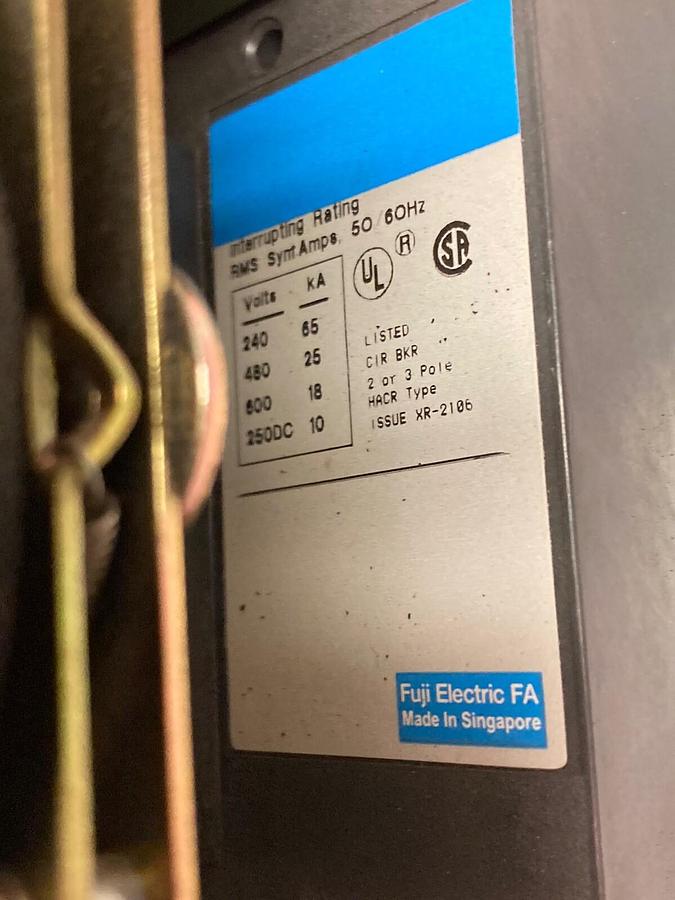 Interrupting Rating
RMS Sym.Amps, 50/60Hz
Volts kA
240 65
480 25
600 18
250DC 10
UL R SA
LISTED
CIR BKR
2 or 3 Pole
HACR Type
ISSUE XR-2106
Fuji Electric FA
Made In Singapore